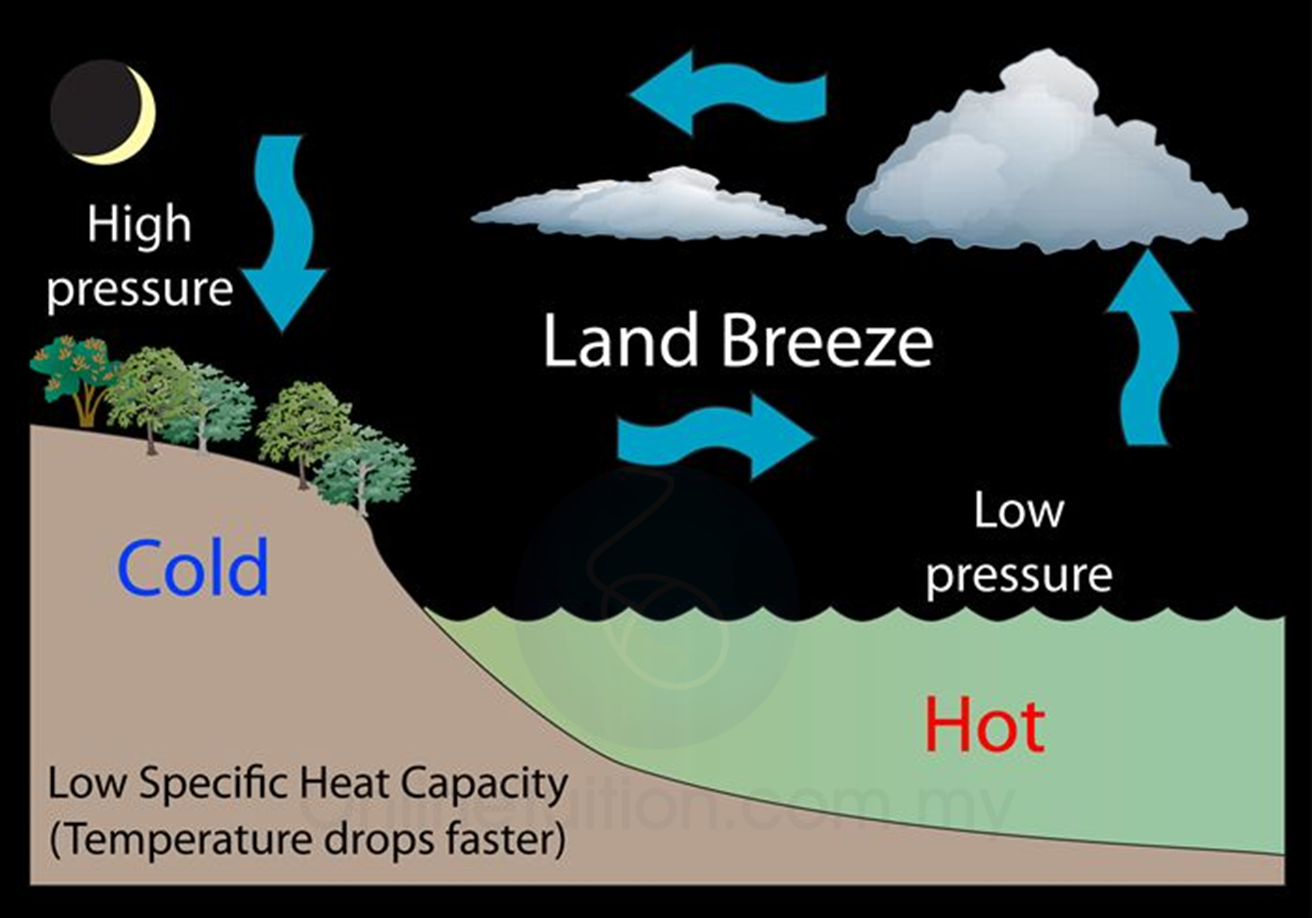 High
pressure
Land Breeze
Low
pressure
Cold
Hot
Low Specific Heat Capacity
(Temperature drops faster)
Onlinetuition.com.my